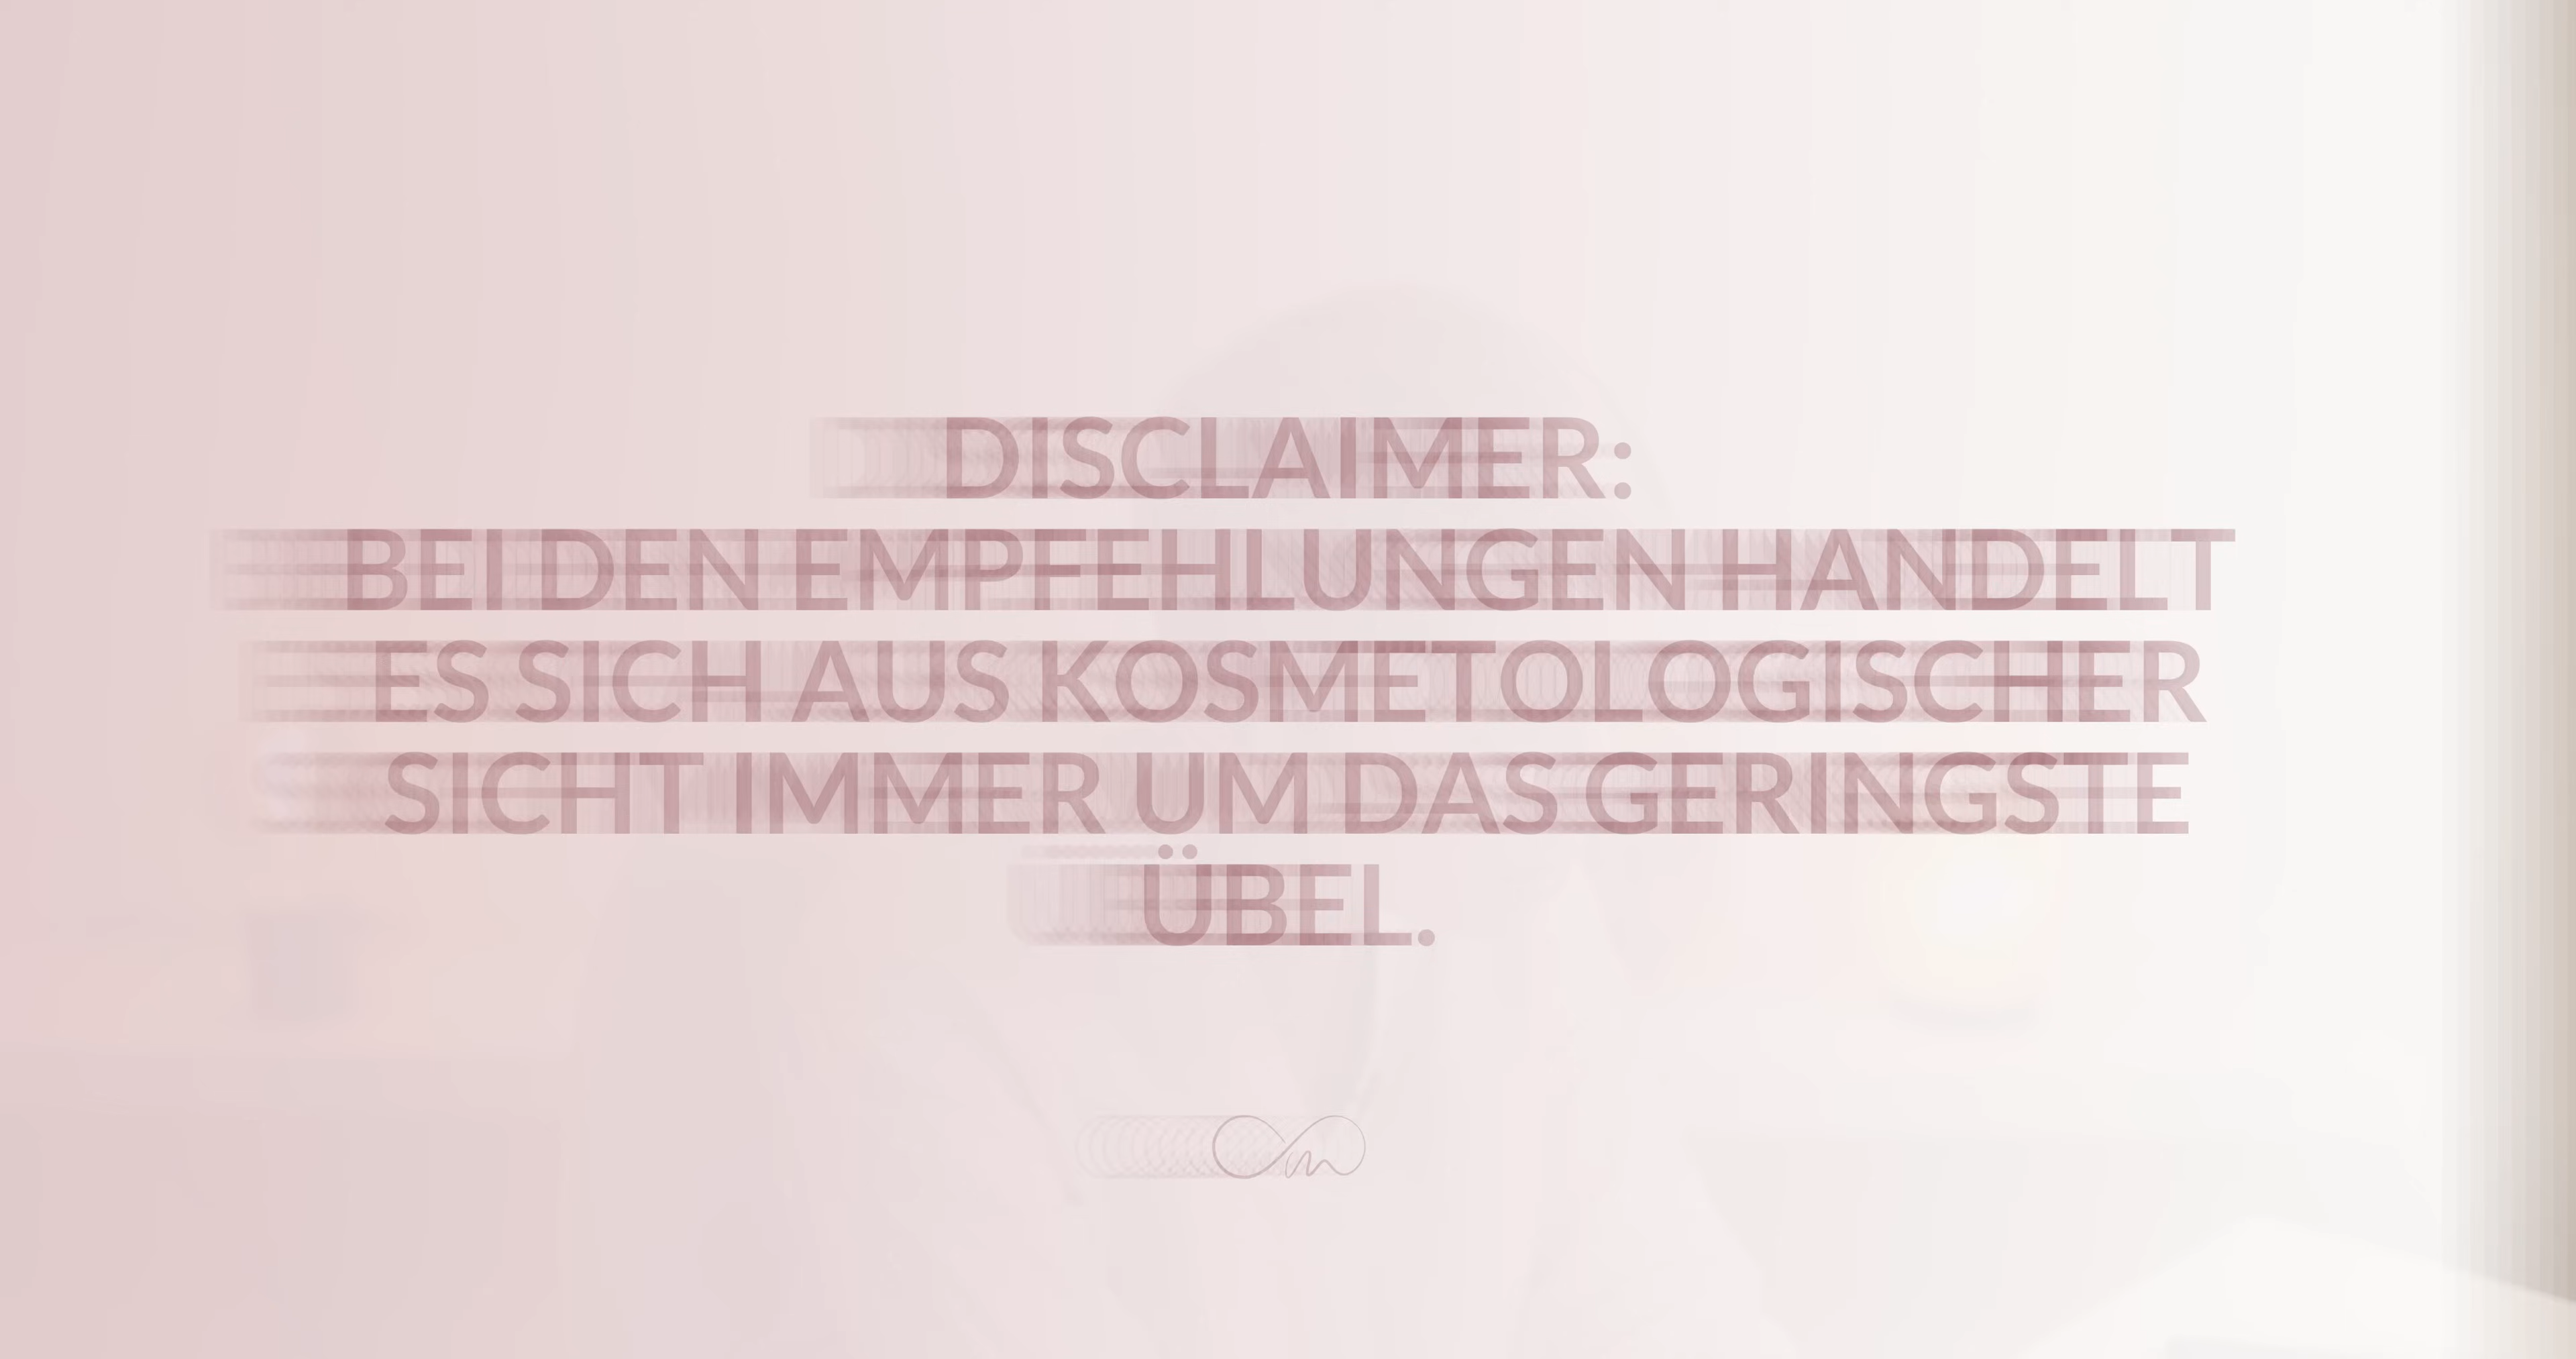 DISCLAIMER:
BEI DEN EMPFEHLUNGEN HANDELT
ES SICH AUS KOSMETOLOGISCHER
SICHT IMMER UM DAS GERINGSTE
ÜBEL.